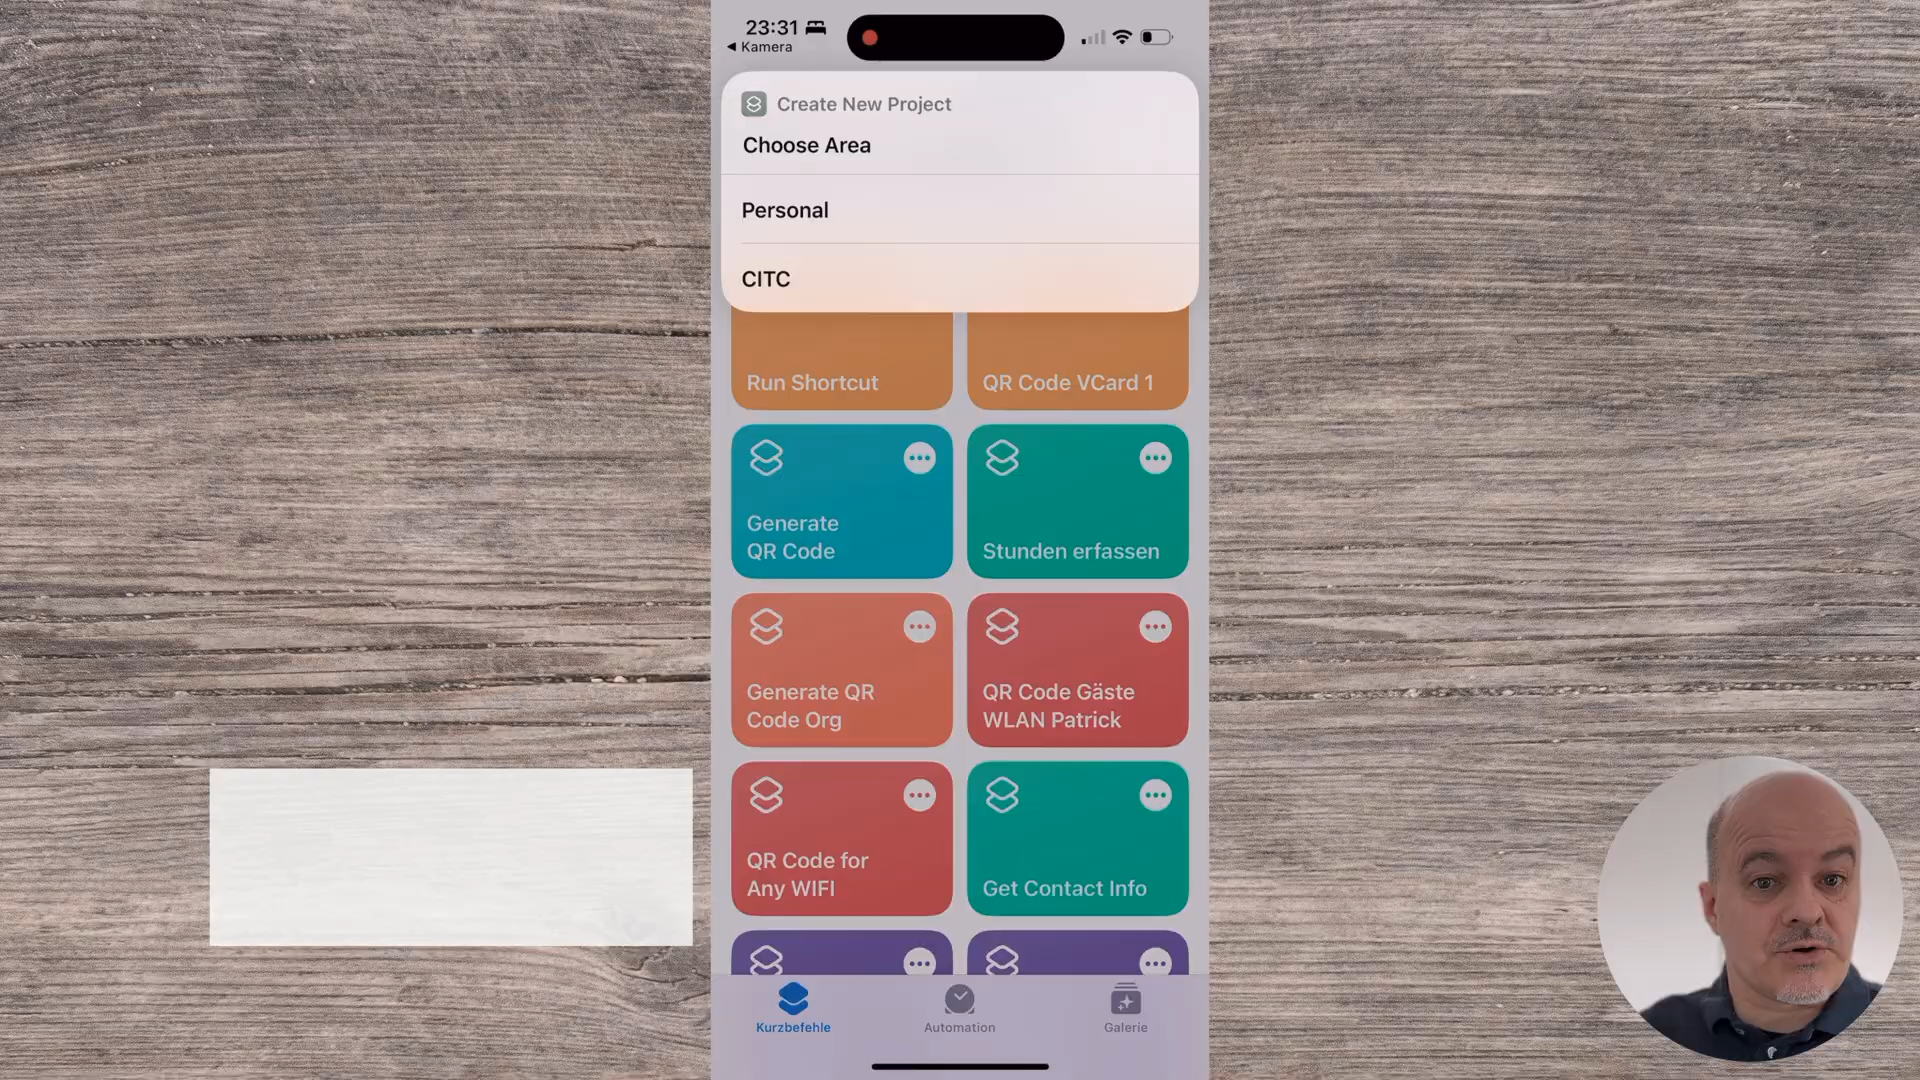 23:31
Kamera
Create New Project
Choose Area
Personal
CITC
Run Shortcut
QR Code VCard 1
Generate
QR Code
Stunden erfassen
Generate QR
Code Org
QR Code Gäste
WLAN Patrick
QR Code for
Any WIFI
Get Contact Info
Kurzbefehle
Automation
Galerie